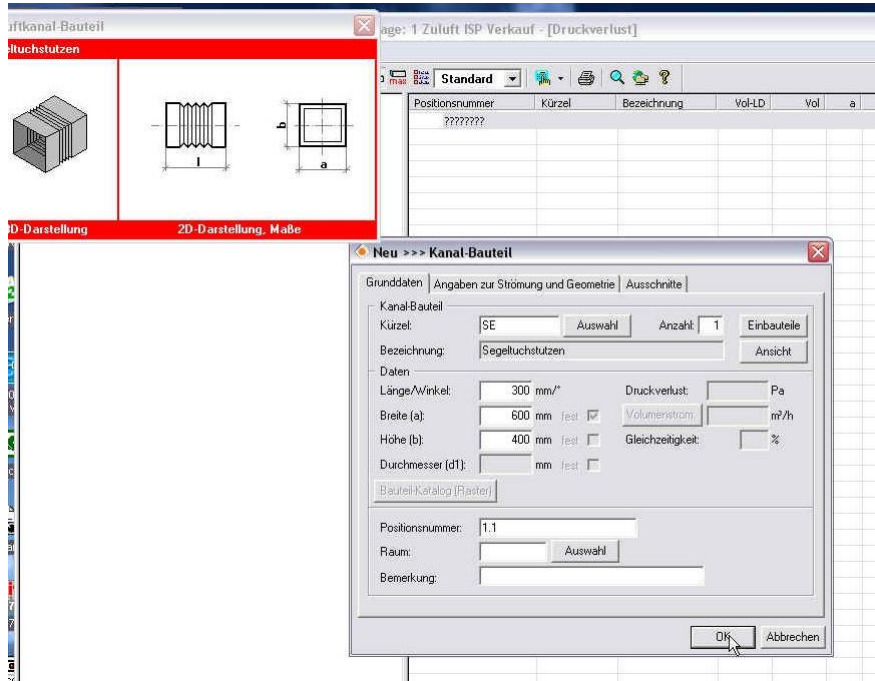 uftkanal-Bauteil
eltuchstutzen
l
b
a
3D-Darstellung
2D-Darstellung, Maße
age: 1 Zuluft ISP Verkauf - [Druckverlust]
max Standard
Positionsnummer Kürzel Bezeichnung Vol-LD Vol a
????????
Neu >>> Kanal-Bauteil
Grunddaten Angaben zur Strömung und Geometrie Ausschnitte
Kanal-Bauteil
Kürzel: SE Auswahl Anzahl: 1 Einbauteile
Bezeichnung: Segeltuchstutzen Ansicht
Daten
Länge/Winkel: 300 mm/° Druckverlust: Pa
Breite (a): 600 mm fest Volumenstrom: m³/h
Höhe (b): 400 mm fest Gleichzeitigkeit: %
Durchmesser (d1): mm fest
Bauteil-Katalog (Raster)
Positionsnummer: 1.1
Raum: Auswahl
Bemerkung:
OK Abbrechen